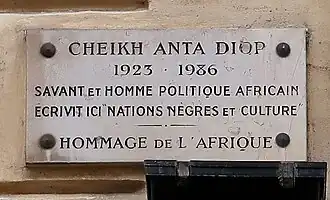 CHEIKH ANTA DIOP
1923 - 1986
SAVANT ET HOMME POLITIQUE AFRICAIN
ÉCRIVIT ICI "NATIONS NÈGRES ET CULTURE"
HOMMAGE DE L'AFRIQUE